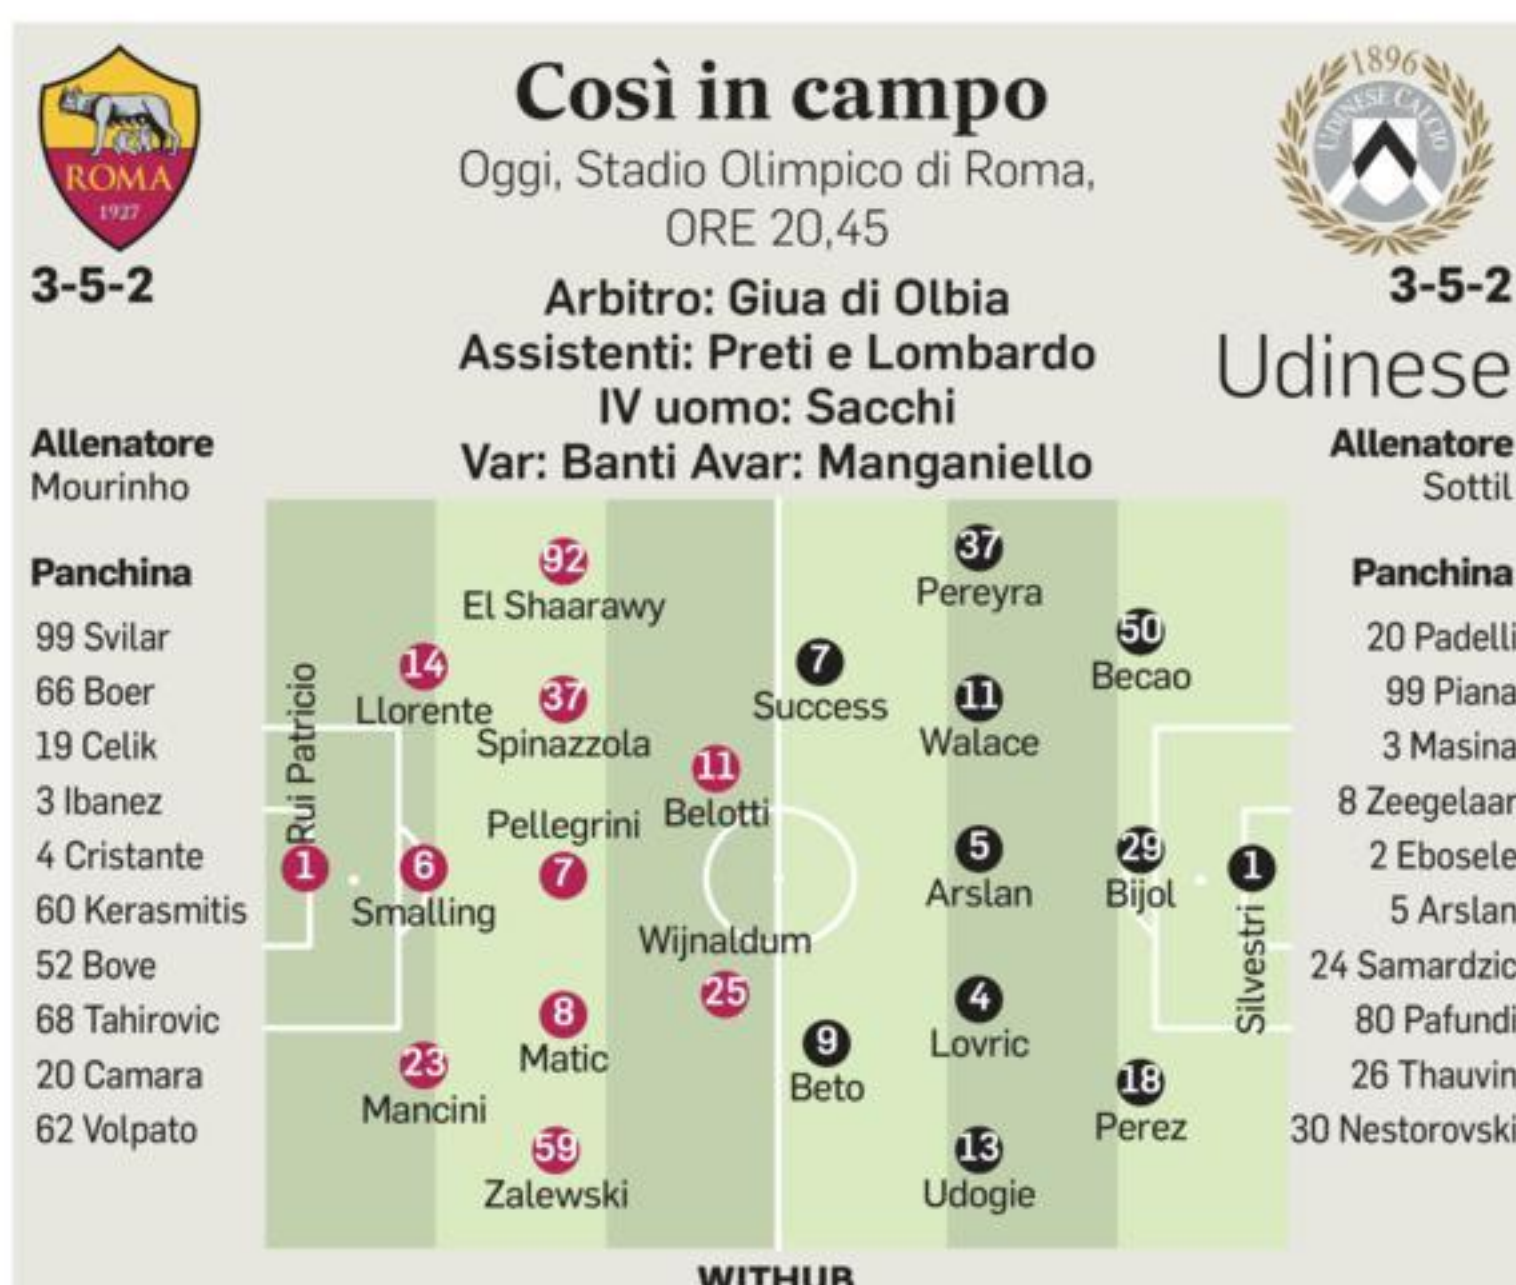 Così in campo
Oggi, Stadio Olimpico di Roma,
ORE 20,45
Arbitro: Giua di Olbia
Assistenti: Preti e Lombardo
IV uomo: Sacchi
Var: Banti Avar: Manganiello
ROMA
1927
3-5-2
Allenatore
Mourinho
Panchina
99 Svilar
66 Boer
19 Celik
3 Ibanez
4 Cristante
60 Kerasmitis
52 Bove
68 Tahirovic
20 Camara
62 Volpato
1
Rui Patricio
14
Llorente
6
Smalling
23
Mancini
92
El Shaarawy
37
Spinazzola
Pellegrini
7
8
Matic
59
Zalewski
11
Belotti
Wijnaldum
25
7
Success
9
Beto
37
Pereyra
11
Walace
5
Arslan
4
Lovric
13
Udogie
50
Becao
29
Bijol
18
Perez
1
Silvestri
1896
UDINESE CALCIO
3-5-2
Udinese
Allenatore
Sottil
Panchina
20 Padelli
99 Piana
3 Masina
8 Zeegelaar
2 Ebosele
5 Arslan
24 Samardzic
80 Pafundi
26 Thauvin
30 Nestorovski
WITHUB